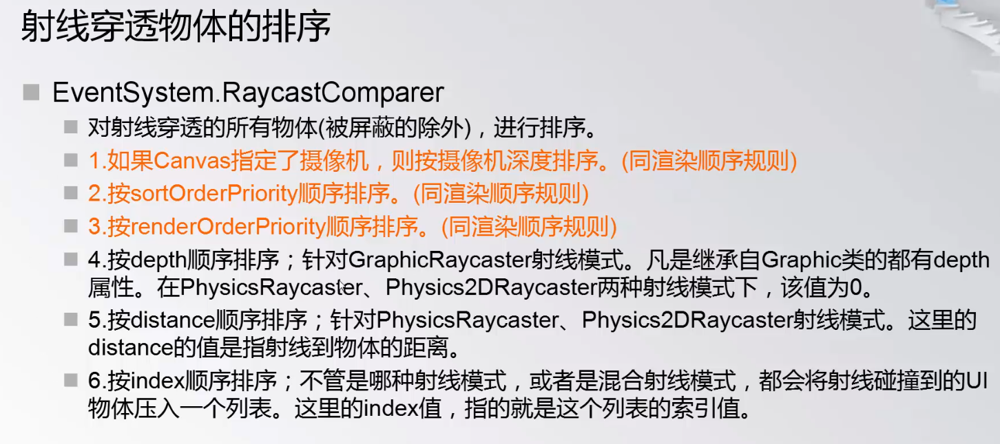 射线穿透物体的排序
EventSystem.RaycastComparer
对射线穿透的所有物体(被屏蔽的除外)，进行排序。
1.如果Canvas指定了摄像机，则按摄像机深度排序。(同渲染顺序规则)
2.按sortOrderPriority顺序排序。(同渲染顺序规则)
3.按renderOrderPriority顺序排序。(同渲染顺序规则)
4.按depth顺序排序；针对GraphicRaycaster射线模式。凡是继承自Graphic类的都有depth
属性。在PhysicsRaycaster、Physics2DRaycaster两种射线模式下，该值为0。
5.按distance顺序排序；针对PhysicsRaycaster、Physics2DRaycaster射线模式。这里的
distance的值是指射线到物体的距离。
6.按index顺序排序；不管是哪种射线模式，或者是混合射线模式，都会将射线碰撞到的UI
物体压入一个列表。这里的index值，指的就是这个列表的索引值。